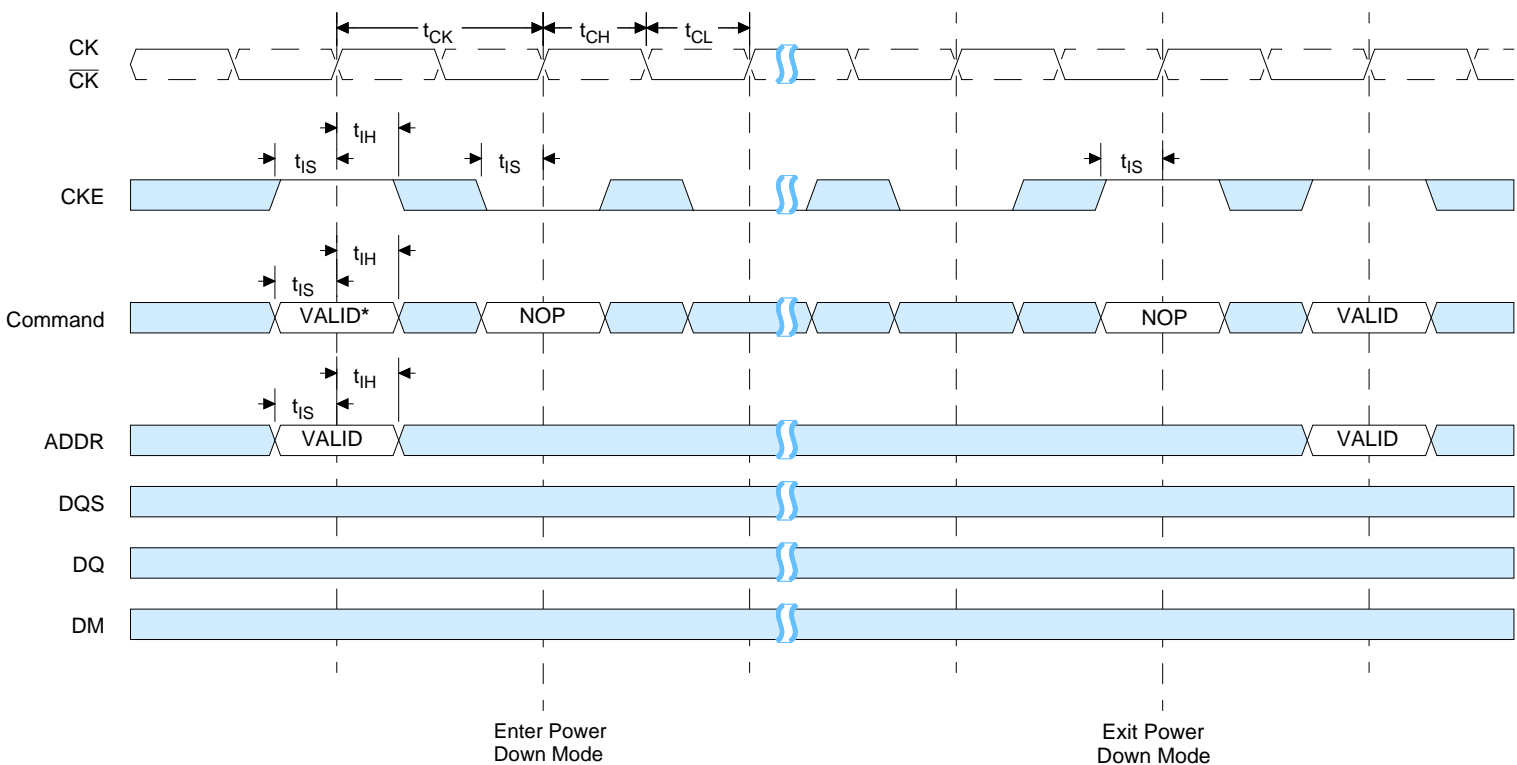 tCK tCH tCL
CK
CK
tIH
tIS tIS tIS
CKE
tIH
tIS
Command VALID* NOP NOP VALID
tIH
tIS
ADDR VALID VALID
DQS
DQ
DM
Enter Power
Down Mode
Exit Power
Down Mode